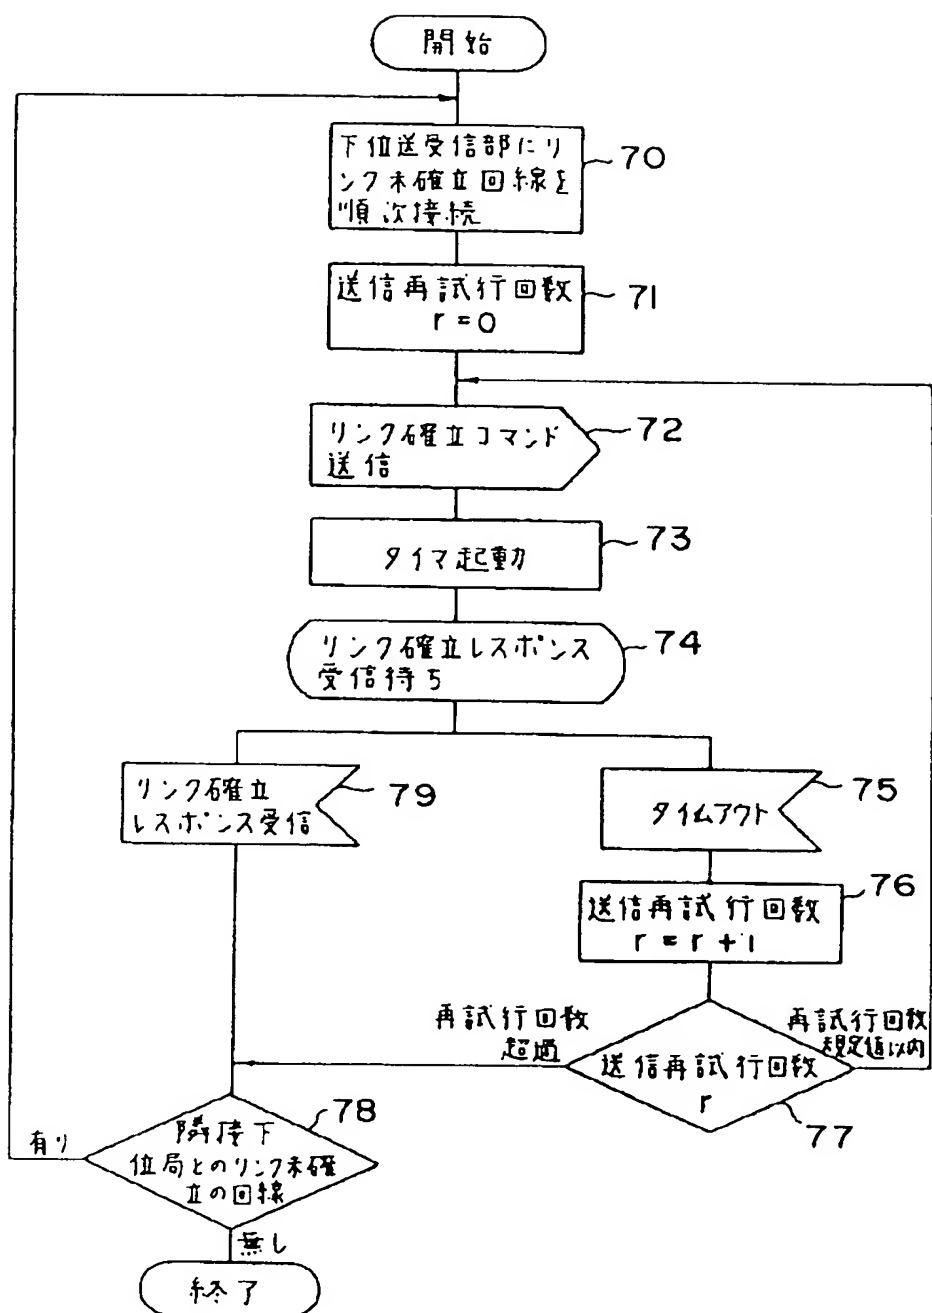 開始
下位送受信部にリ
ンク未確立回線を
順次接続
70
送信再試行回数
r=0
71
リンク確立コマンド
送信
72
タイマ起動
73
リンク確立レスポンス
受信待ち
74
リンク確立
レスポンス受信
79
タイムアウト
75
送信再試行回数
r=r+1
76
再試行回数
超過
再試行回数
規定値以内
送信再試行回数
r
77
78
有り
隣接下
位局とのリンク未確
立の回線
無し
終了